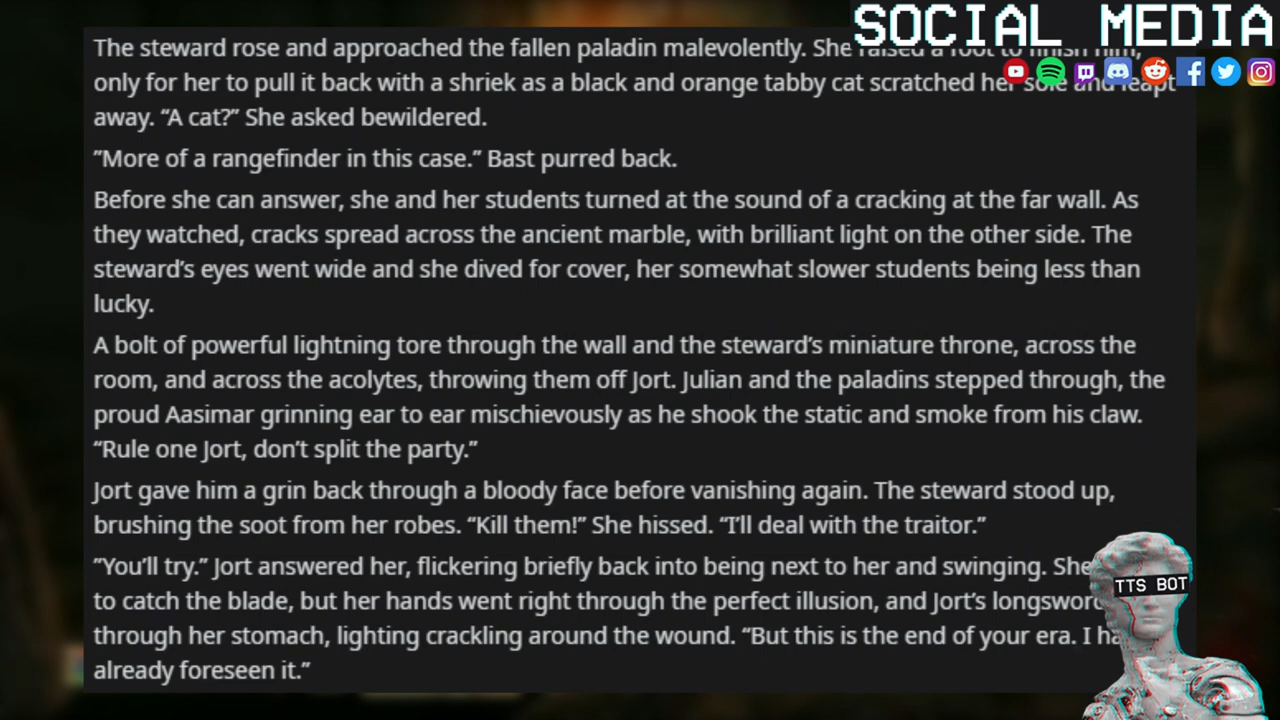 SOCIAL MEDIA
The steward rose and approached the fallen paladin malevolently. She raised a foot to finish him,
only for her to pull it back with a shriek as a black and orange tabby cat scratched her sole and leapt
away. “A cat?” She asked bewildered.
”More of a rangefinder in this case.” Bast purred back.
Before she can answer, she and her students turned at the sound of a cracking at the far wall. As
they watched, cracks spread across the ancient marble, with brilliant light on the other side. The
steward’s eyes went wide and she dived for cover, her somewhat slower students being less than
lucky.
A bolt of powerful lightning tore through the wall and the steward’s miniature throne, across the
room, and across the acolytes, throwing them off Jort. Julian and the paladins stepped through, the
proud Aasimar grinning ear to ear mischievously as he shook the static and smoke from his claw.
“Rule one Jort, don’t split the party.”
Jort gave him a grin back through a bloody face before vanishing again. The steward stood up,
brushing the soot from her robes. “Kill them!” She hissed. “I’ll deal with the traitor.”
”You’ll try.” Jort answered her, flickering briefly back into being next to her and swinging. She
to catch the blade, but her hands went right through the perfect illusion, and Jort’s longsword
through her stomach, lighting crackling around the wound. “But this is the end of your era. I
already foreseen it.”
TTS BOT